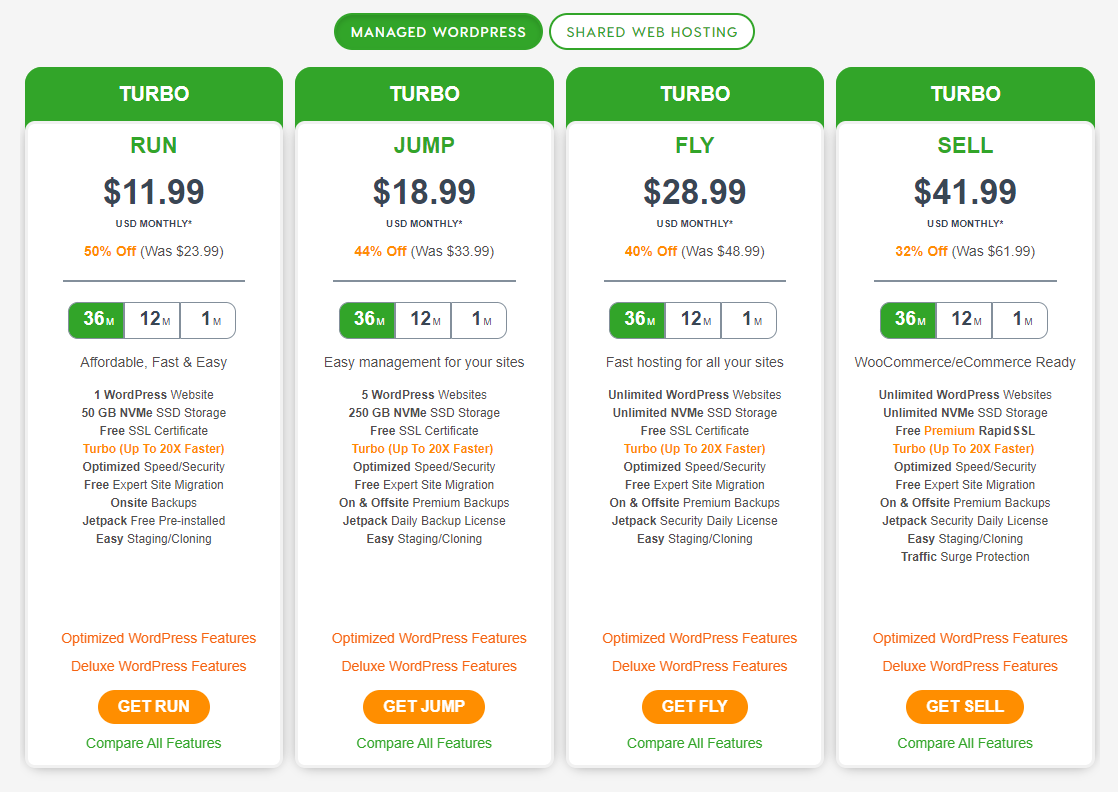 MANAGED WORDPRESS
SHARED WEB HOSTING
TURBO
RUN
$11.99
USD MONTHLY*
50% Off (Was $23.99)
36M 12M 1M
Affordable, Fast & Easy
1 WordPress Website
50 GB NVMe SSD Storage
Free SSL Certificate
Turbo (Up To 20X Faster)
Optimized Speed/Security
Free Expert Site Migration
Onsite Backups
Jetpack Free Pre-installed
Easy Staging/Cloning
Optimized WordPress Features
Deluxe WordPress Features
GET RUN
Compare All Features
TURBO
JUMP
$18.99
USD MONTHLY*
44% Off (Was $33.99)
36M 12M 1M
Easy management for your sites
5 WordPress Websites
250 GB NVMe SSD Storage
Free SSL Certificate
Turbo (Up To 20X Faster)
Optimized Speed/Security
Free Expert Site Migration
On & Offsite Premium Backups
Jetpack Daily Backup License
Easy Staging/Cloning
Optimized WordPress Features
Deluxe WordPress Features
GET JUMP
Compare All Features
TURBO
FLY
$28.99
USD MONTHLY*
40% Off (Was $48.99)
36M 12M 1M
Fast hosting for all your sites
Unlimited WordPress Websites
Unlimited NVMe SSD Storage
Free SSL Certificate
Turbo (Up To 20X Faster)
Optimized Speed/Security
Free Expert Site Migration
On & Offsite Premium Backups
Jetpack Security Daily License
Easy Staging/Cloning
Optimized WordPress Features
Deluxe WordPress Features
GET FLY
Compare All Features
TURBO
SELL
$41.99
USD MONTHLY*
32% Off (Was $61.99)
36M 12M 1M
WooCommerce/eCommerce Ready
Unlimited WordPress Websites
Unlimited NVMe SSD Storage
Free Premium RapidSSL
Turbo (Up To 20X Faster)
Optimized Speed/Security
Free Expert Site Migration
On & Offsite Premium Backups
Jetpack Security Daily License
Easy Staging/Cloning
Traffic Surge Protection
Optimized WordPress Features
Deluxe WordPress Features
GET SELL
Compare All Features